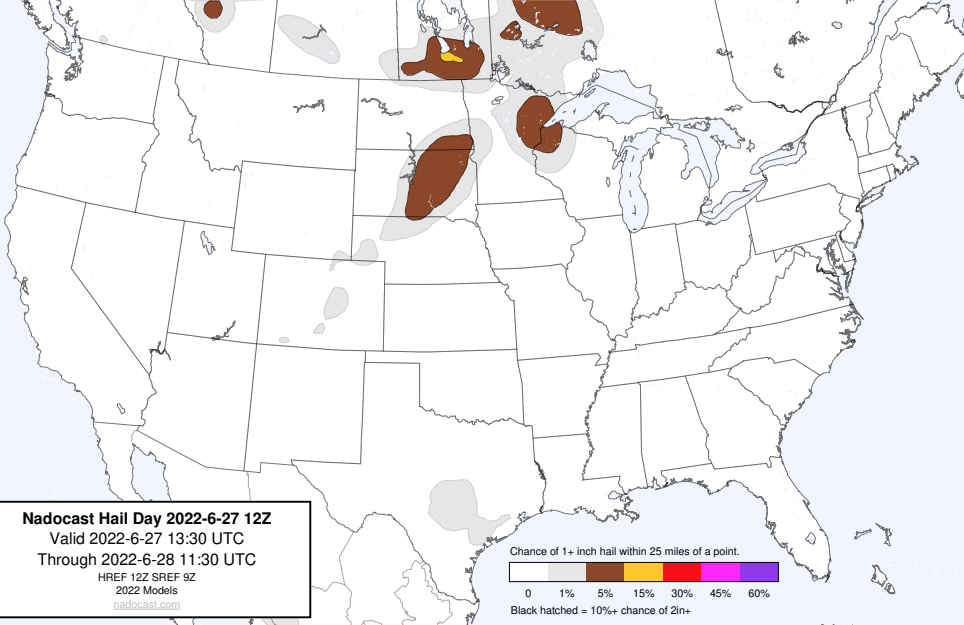 Nadocast Hail Day 2022-6-27 12Z
Valid 2022-6-27 13:30 UTC
Through 2022-6-28 11:30 UTC
HREF 12Z SREF 9Z
2022 Models
nadocast.com
Chance of 1+ inch hail within 25 miles of a point.
0 1% 5% 15% 30% 45% 60%
Black hatched = 10%+ chance of 2in+